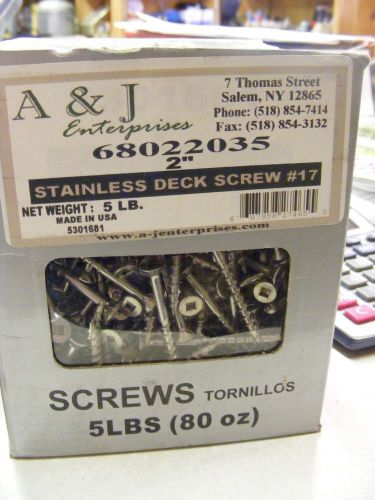 A & J
Enterprises
7 Thomas Street
Salem, NY 12865
Phone: (518) 854-7414
Fax: (518) 854-3132
68022035
2"
STAINLESS DECK SCREW #17
NET WEIGHT: 5 LB.
MADE IN USA
5301681
www.a-jenterprises.com
SCREWS TORNILLOS
5LBS (80 oz)